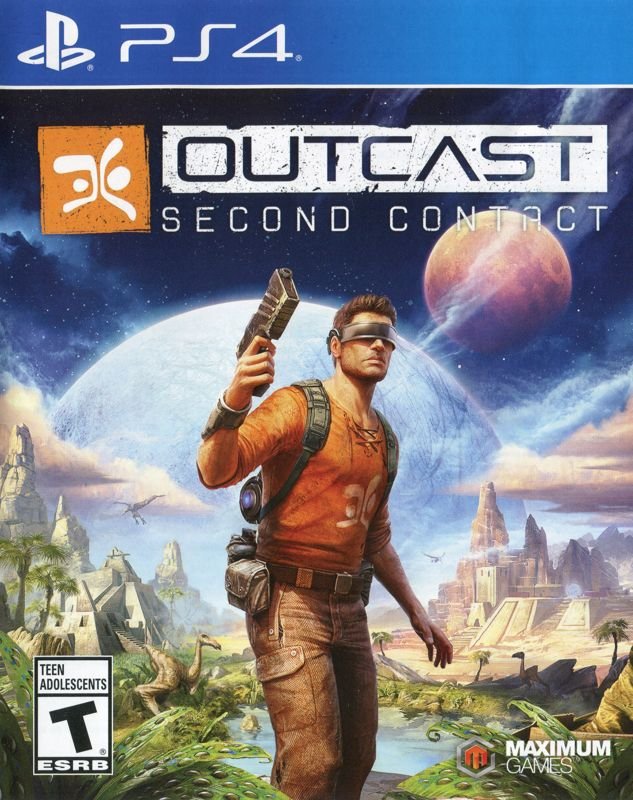 PS4
OUTCAST
SECOND CONTACT
TEEN
ADOLESCENTS
T
ESRB
MAXIMUM
GAMES